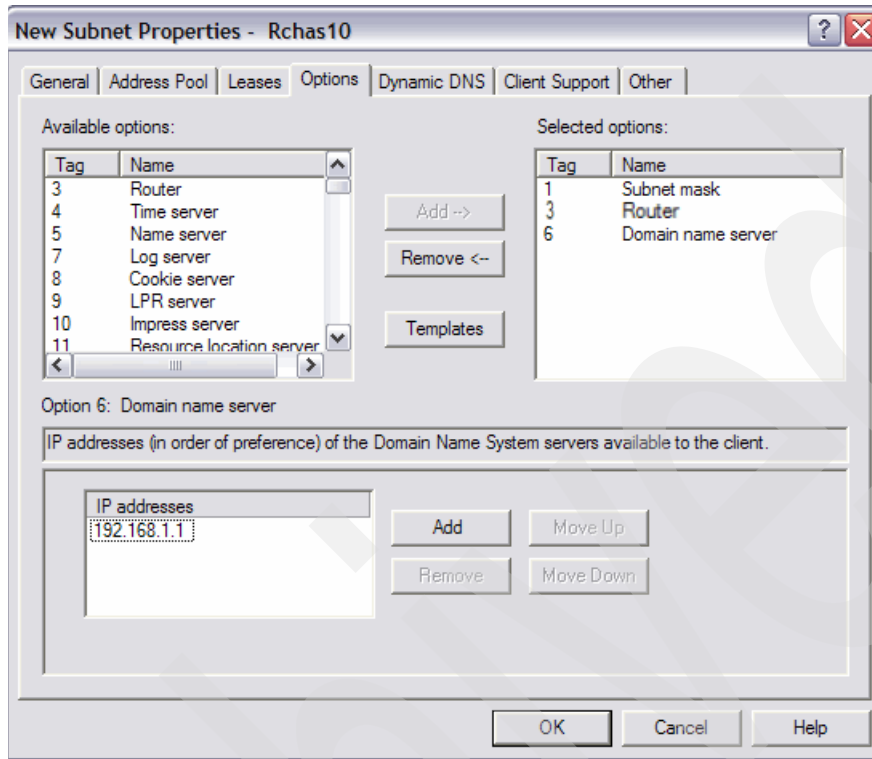 New Subnet Properties - Rchas10
General Address Pool Leases Options Dynamic DNS Client Support Other
Available options:
Tag Name
3 Router
4 Time server
5 Name server
7 Log server
8 Cookie server
9 LPR server
10 Impress server
11 Resource location server
Add -->
Remove <--
Templates
Selected options:
Tag Name
1 Subnet mask
3 Router
6 Domain name server
Option 6: Domain name server
IP addresses (in order of preference) of the Domain Name System servers available to the client.
IP addresses
192.168.1.1
Add Move Up
Remove Move Down
OK Cancel Help